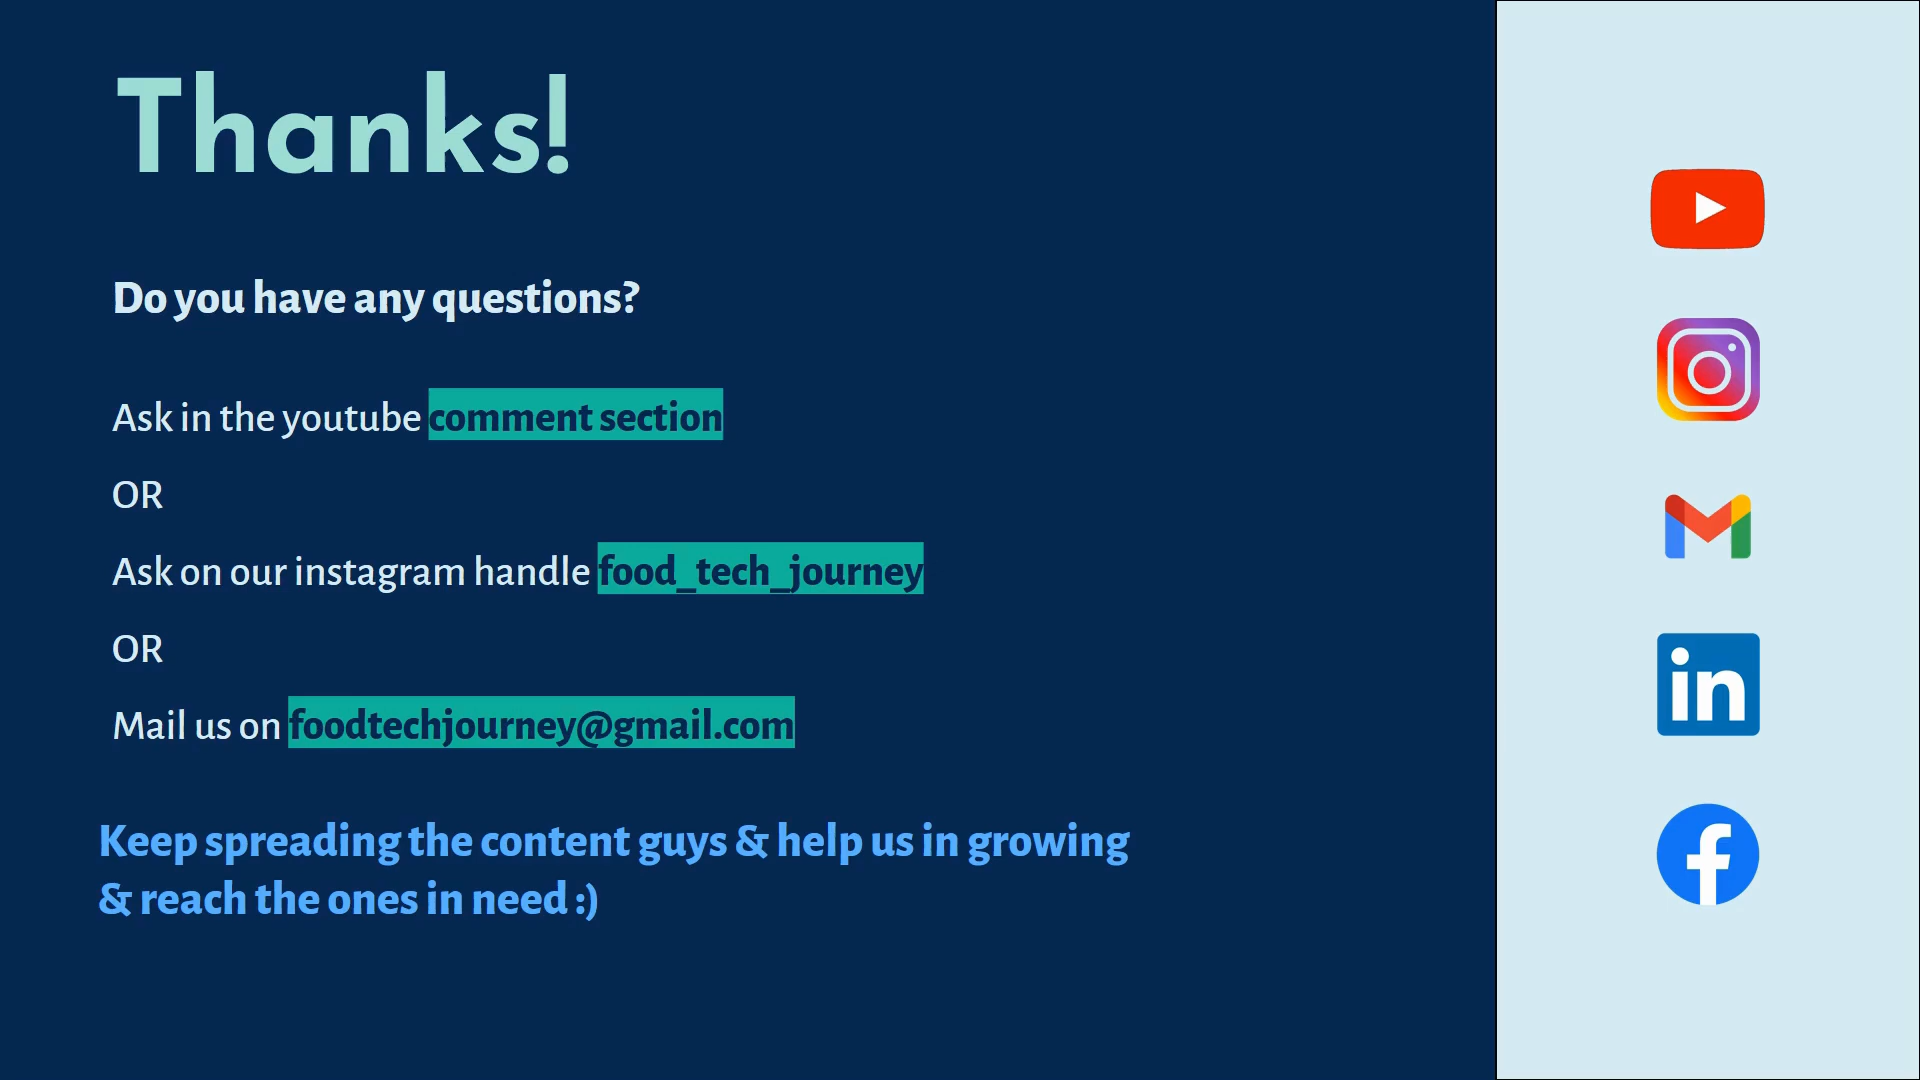 Thanks!
Do you have any questions?
Ask in the youtube comment section
OR
Ask on our instagram handle food_tech_journey
OR
Mail us on foodtechjourney@gmail.com
Keep spreading the content guys & help us in growing
& reach the ones in need :)
in